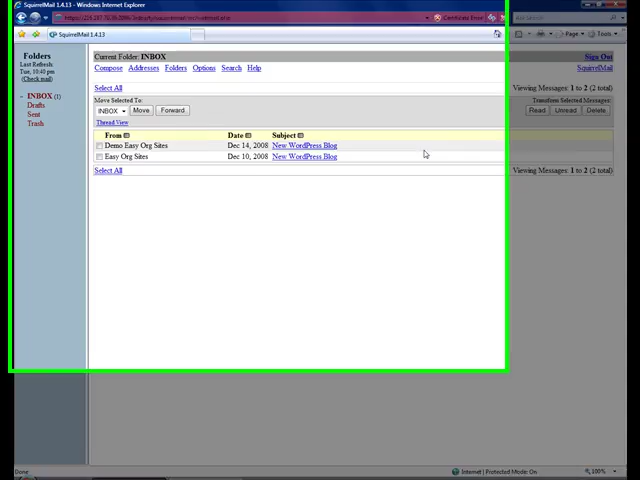 SquirrelMail 1.4.13 - Windows Internet Explorer
Certificate Error
SquirrelMail 1.4.13
Page
Tools
Folders
Last Refresh:
Tue, 10:40 pm
(Check mail)
- INBOX (1)
Drafts
Sent
Trash
Current Folder: INBOX
Sign Out
Compose Addresses Folders Options Search Help
SquirrelMail
Select All
Viewing Messages: 1 to 2 (2 total)
Move Selected To:
Transform Selected Messages:
INBOX Move Forward
Read Unread Delete
Thread View
From Date Subject
Demo Easy Org Sites Dec 14, 2008 New WordPress Blog
Easy Org Sites Dec 10, 2008 New WordPress Blog
Select All
Viewing Messages: 1 to 2 (2 total)
Done
Internet | Protected Mode: On
100%